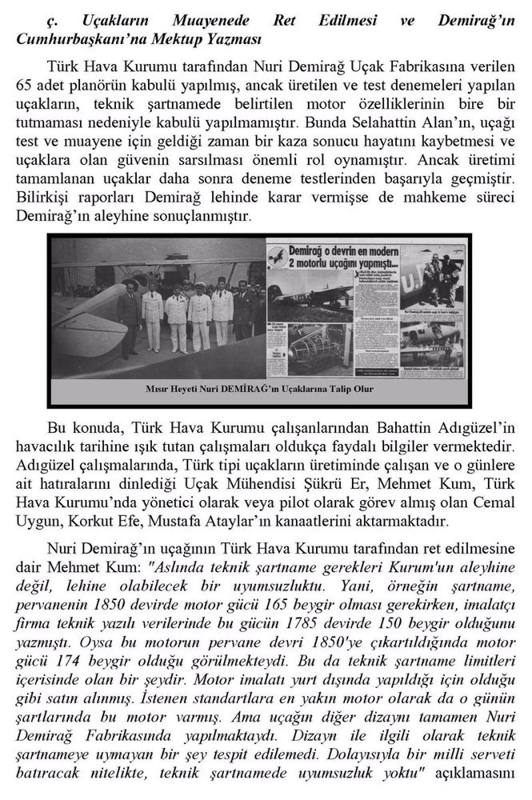 ç. Uçakların Muayenede Ret Edilmesi ve Demirağ’ın
Cumhurbaşkanı’na Mektup Yazması
Türk Hava Kurumu tarafından Nuri Demirağ Uçak Fabrikasına verilen
65 adet planörün kabulü yapılmış, ancak üretilen ve test denemeleri yapılan
uçakların, teknik şartnamede belirtilen motor özelliklerinin bire bir
tutmaması nedeniyle kabulü yapılmamıştır. Bunda Selahattin Alan’ın, uçağı
test ve muayene için geldiği zaman bir kaza sonucu hayatını kaybetmesi ve
uçaklara olan güvenin sarsılması önemli rol oynamıştır. Ancak üretimi
tamamlanan uçaklar daha sonra deneme testlerinden başarıyla geçmiştir.
Bilirkişi raporları Demirağ lehinde karar vermişse de mahkeme süreci
Demirağ’ın aleyhine sonuçlanmıştır.
Demirağ o devrin en modern
2 motorlu uçağını yapmıştı...
Mısır Heyeti Nuri DEMİRAĞ’ın Uçaklarına Talip Olur
Bu konuda, Türk Hava Kurumu çalışanlarından Bahattin Adıgüzel’in
havacılık tarihine ışık tutan çalışmaları oldukça faydalı bilgiler vermektedir.
Adıgüzel çalışmalarında, Türk tipi uçakların üretiminde çalışan ve o günlere
ait hatıralarını dinlediği Uçak Mühendisi Şükrü Er, Mehmet Kum, Türk
Hava Kurumu’nda yönetici olarak veya pilot olarak görev almış olan Cemal
Uygun, Korkut Efe, Mustafa Ataylar’ın kanaatlerini aktarmaktadır.
Nuri Demirağ’ın uçağının Türk Hava Kurumu tarafından ret edilmesine
dair Mehmet Kum: "Aslında teknik şartname gerekleri Kurum'un aleyhine
değil, lehine olabilecek bir uyumsuzluktu. Yani, örneğin şartname,
pervanenin 1850 devirde motor gücü 165 beygir olması gerekirken, imalatçı
firma teknik yazılı verilerinde bu gücün 1785 devirde 150 beygir olduğunu
yazmıştı. Oysa bu motorun pervane devri 1850'ye çıkartıldığında motor
gücü 174 beygir olduğu görülmekteydi. Bu da teknik şartname limitleri
içerisinde olan bir şeydir. Motor imalatı yurt dışında yapıldığı için olduğu
gibi satın alınmış. İstenen standartlara en yakın motor olarak da o günün
şartlarında bu motor varmış. Ama uçağın diğer dizaynı tamamen Nuri
Demirağ Fabrikasında yapılmaktaydı. Dizayn ile ilgili olarak teknik
şartnameye uymayan bir şey tespit edilemedi. Dolayısıyla bir milli serveti
batıracak nitelikte, teknik şartnamede uyumsuzluk yoktu" açıklamasını